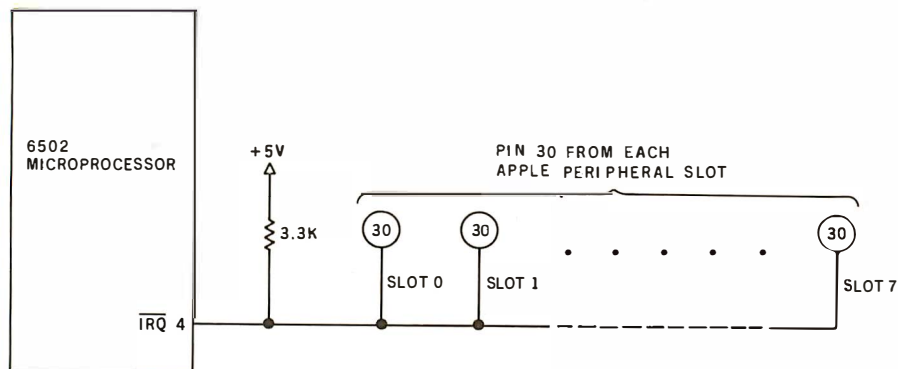 6502
MICROPROCESSOR
+5V
3.3K
PIN 30 FROM EACH
APPLE PERIPHERAL SLOT
30
30
30
SLOT 0
SLOT 1
SLOT 7
IRQ 4